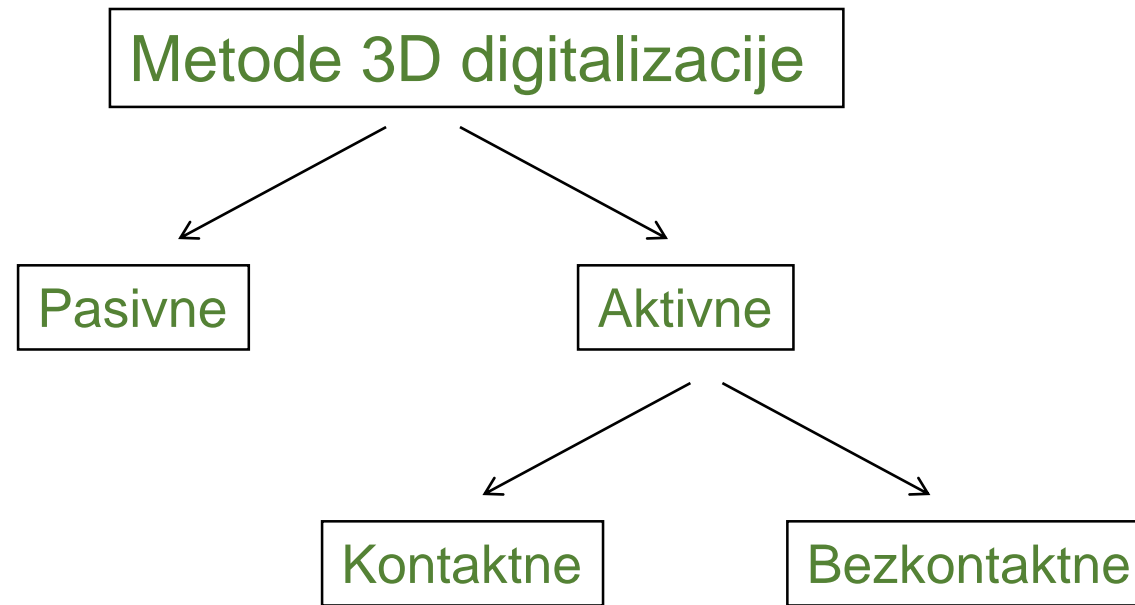 Metode 3D digitalizacije
Pasivne
Aktivne
Kontaktne
Bezkontaktne